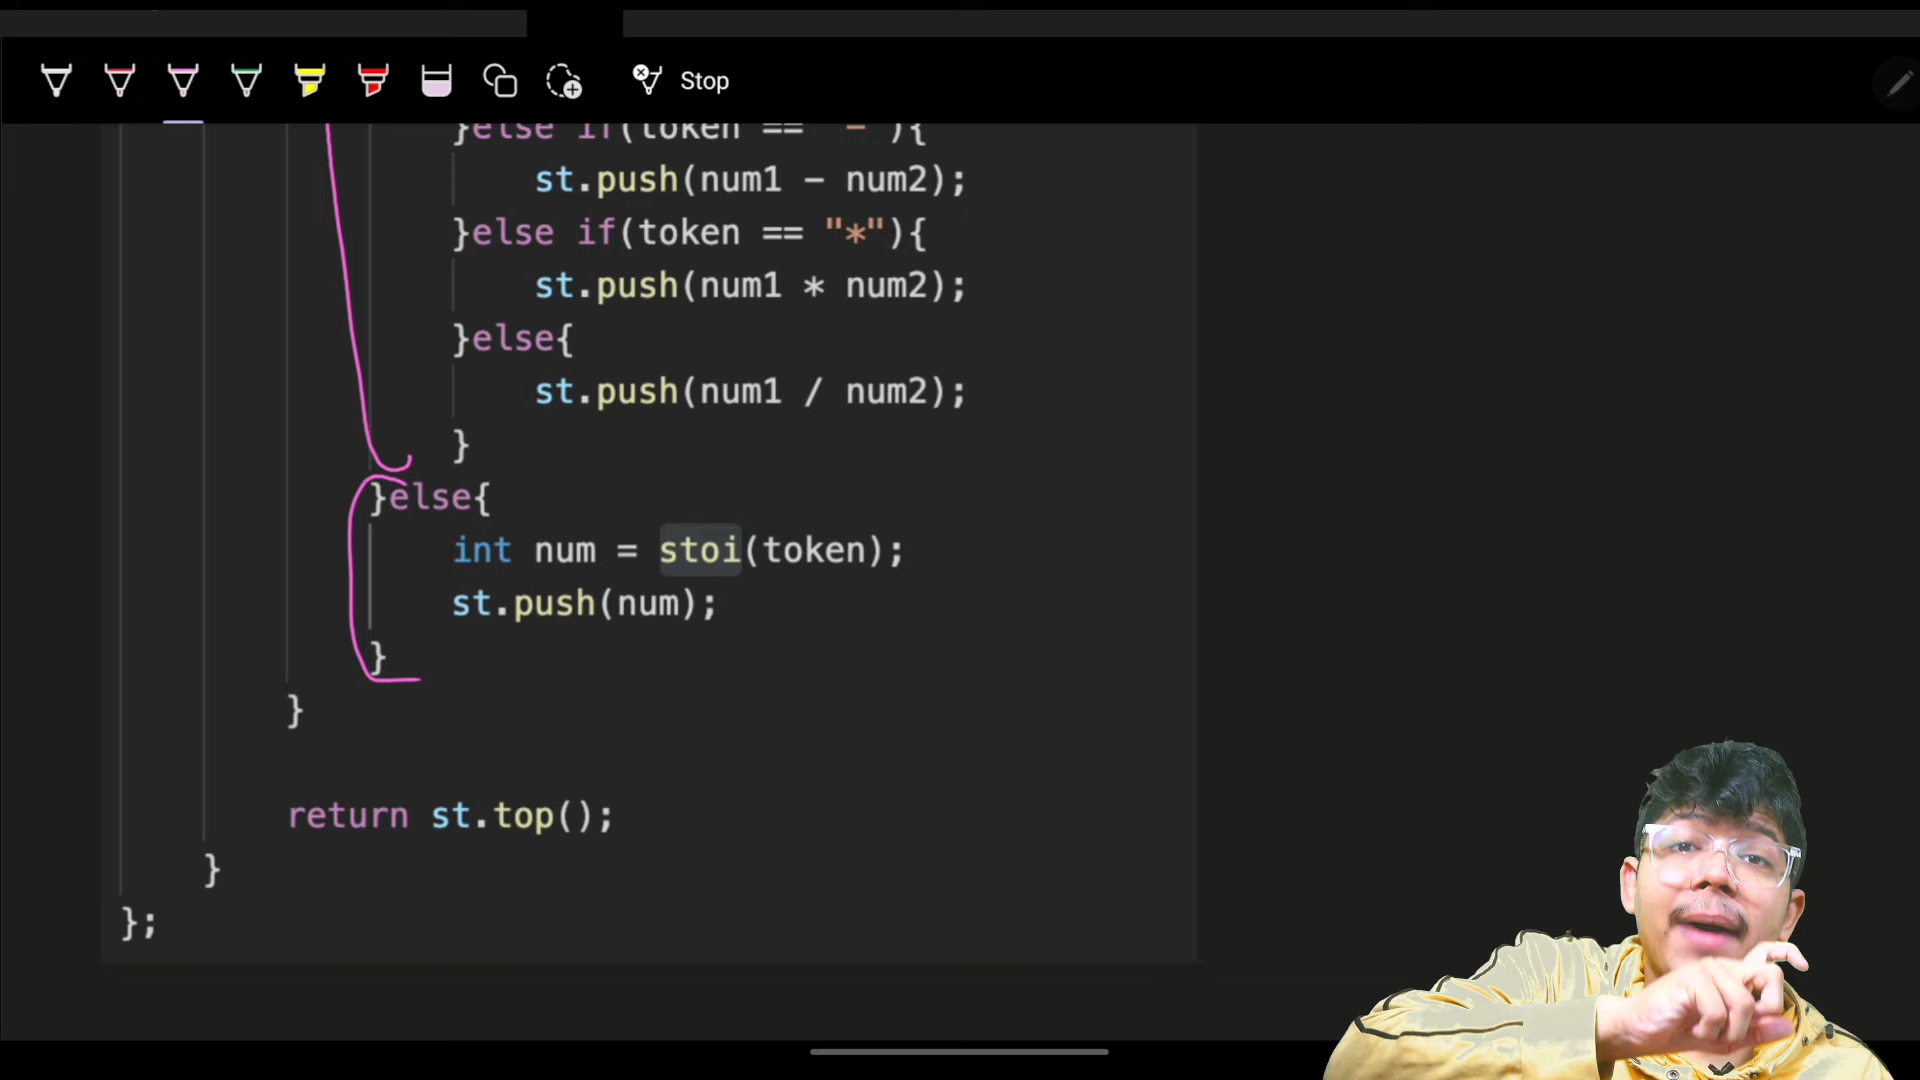 Stop
}else if(token == "-"){
st.push(num1 - num2);
}else if(token == "*"){
st.push(num1 * num2);
}else{
st.push(num1 / num2);
}
}else{
int num = stoi(token);
st.push(num);
}
}
return st.top();
}
};